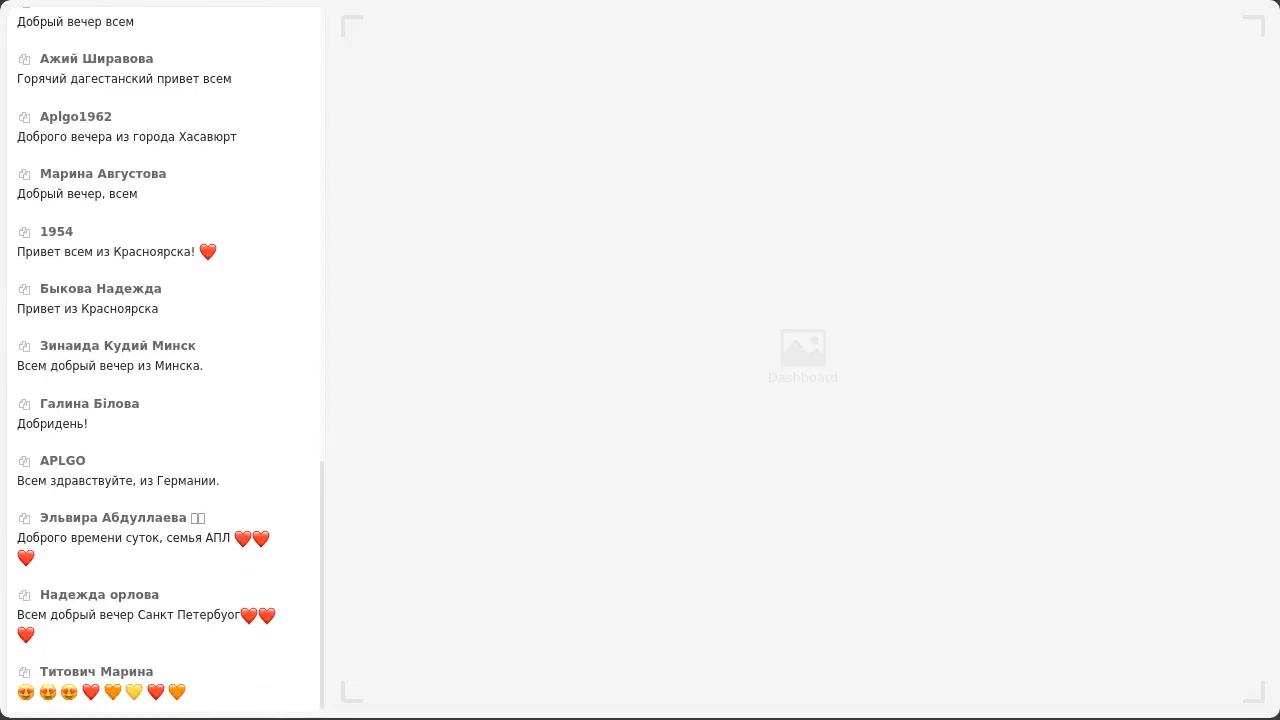 Добрый вечер всем
Ажий Ширавова
Горячий дагестанский привет всем
Aplgo1962
Доброго вечера из города Хасавюрт
Марина Августова
Добрый вечер, всем
1954
Привет всем из Красноярска! ❤️
Быкова Надежда
Привет из Красноярска
Зинаида Кудий Минск
Всем добрый вечер из Минска.
Галина Білова
Добридень!
APLGO
Всем здравствуйте, из Германии.
Эльвира Абдуллаева
Доброго времени суток, семья АПЛ ❤️❤️
❤️
Надежда орлова
Всем добрый вечер Санкт Петербуог❤️❤️
❤️
Титович Марина
😍😍😍❤️🧡💛❤️🧡
Dashboard